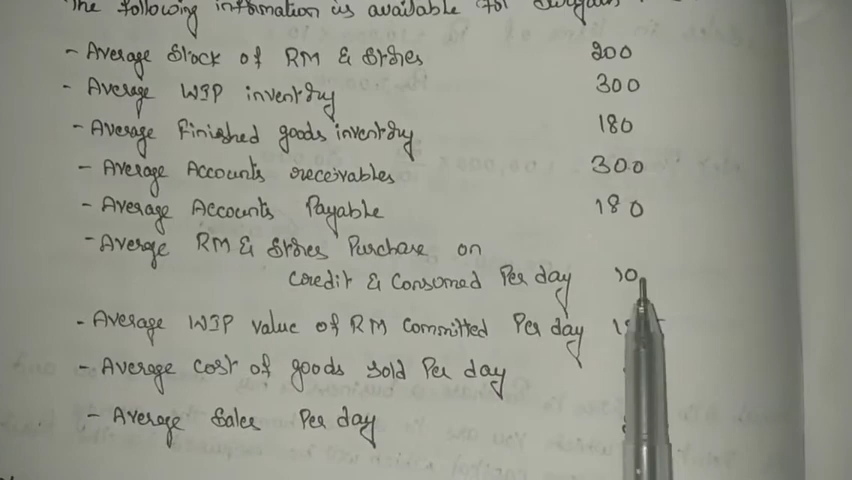 The following information is available for
- Average Stock of RM & Stores 200
- Average WIP inventory 300
- Average Finished goods inventory 180
- Average Accounts receivables 300
- Average Accounts Payable 180
- Average RM & Stores Purchase on
credit & Consumed Per day 10
- Average WIP value of RM Committed Per day
- Average cost of goods sold Per day
- Average Sales Per day